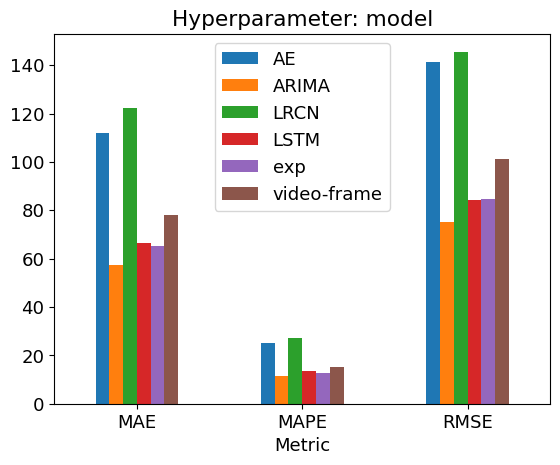 Hyperparameter: model
140
120
100
80
60
40
20
0
AE
ARIMA
LRCN
LSTM
exp
video-frame
MAE
MAPE
RMSE
Metric